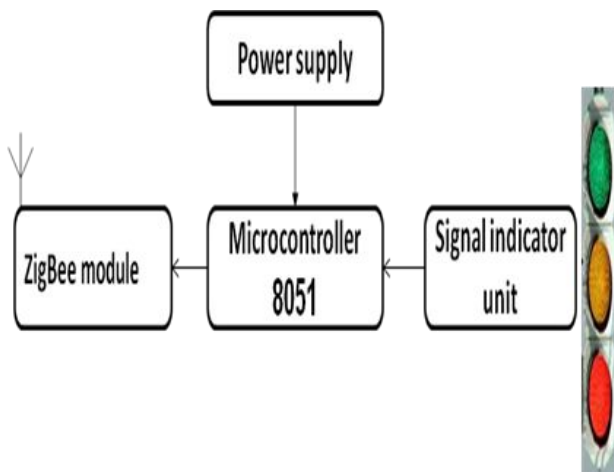 Power supply
ZigBee module
Microcontroller
8051
Signal indicator
unit